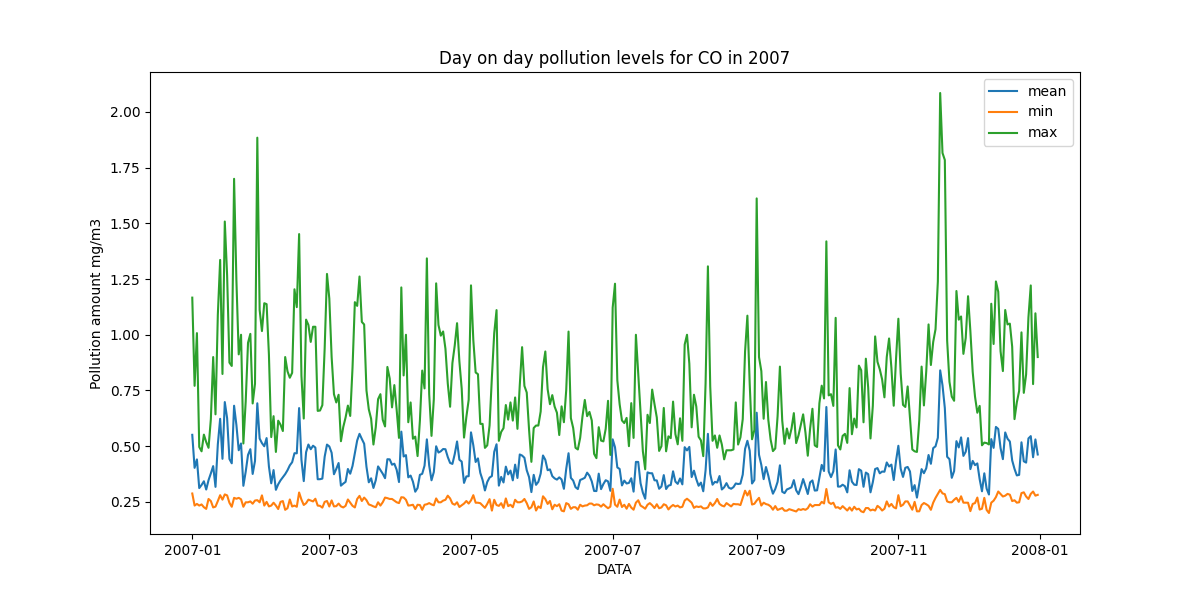 Day on day pollution levels for CO in 2007
mean
min
max
2.00
1.75
1.50
1.25
1.00
0.75
0.50
0.25
Pollution amount mg/m3
2007-01 2007-03 2007-05 2007-07 2007-09 2007-11 2008-01
DATA